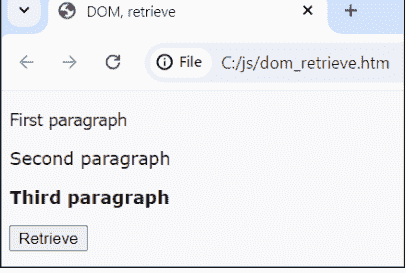 DOM, retrieve
File C:/js/dom_retrieve.htm
First paragraph
Second paragraph
Third paragraph
Retrieve